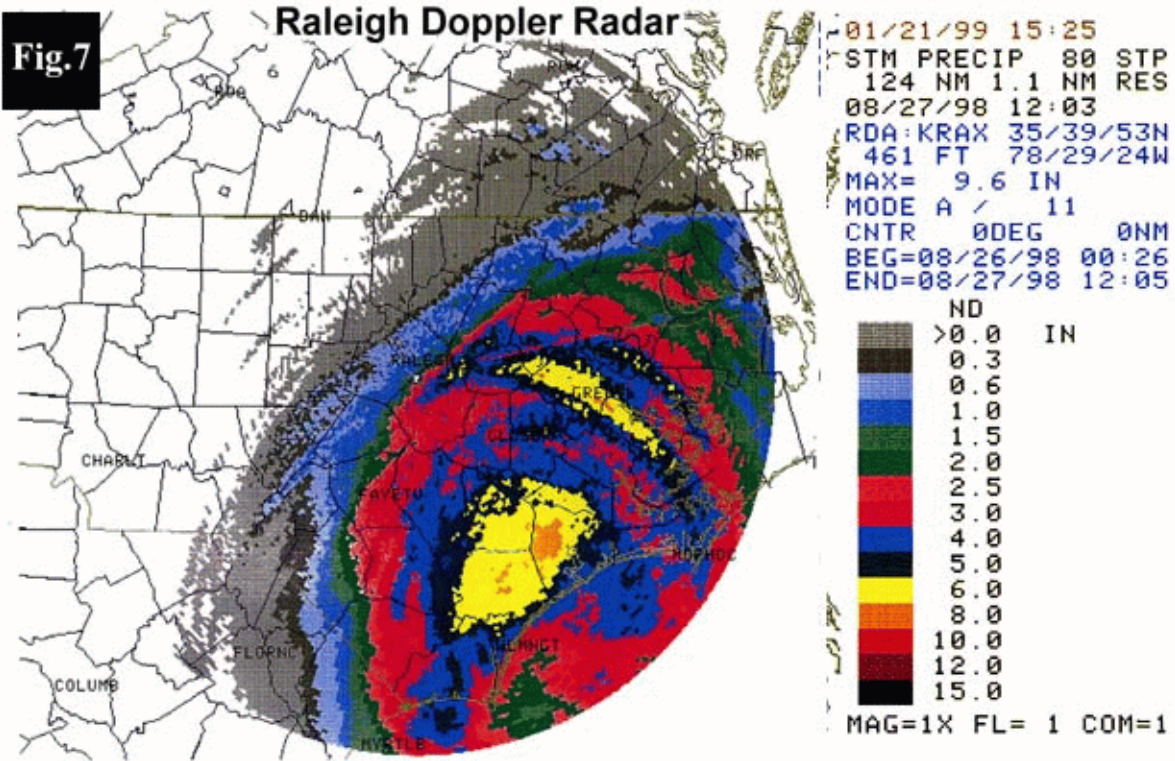 Raleigh Doppler Radar
Fig.7
01/21/99 15:25
STM PRECIP 80 STP
124 NM 1.1 NM RES
08/27/98 12:03
RDA:KRAX 35/39/53N
461 FT 78/29/24W
MAX= 9.6 IN
MODE A / 11
CNTR 0DEG 0NM
BEG=08/26/98 00:26
END=08/27/98 12:05
ND
>0.0 IN
0.3
0.6
1.0
1.5
2.0
2.5
3.0
4.0
5.0
6.0
8.0
10.0
12.0
15.0
MAG=1X FL= 1 COM=1
ROA
DAN
ORF
CHARLT
FAYETV
MORHDC
WLMNGT
FLORNC
COLUMB
MYRTLB